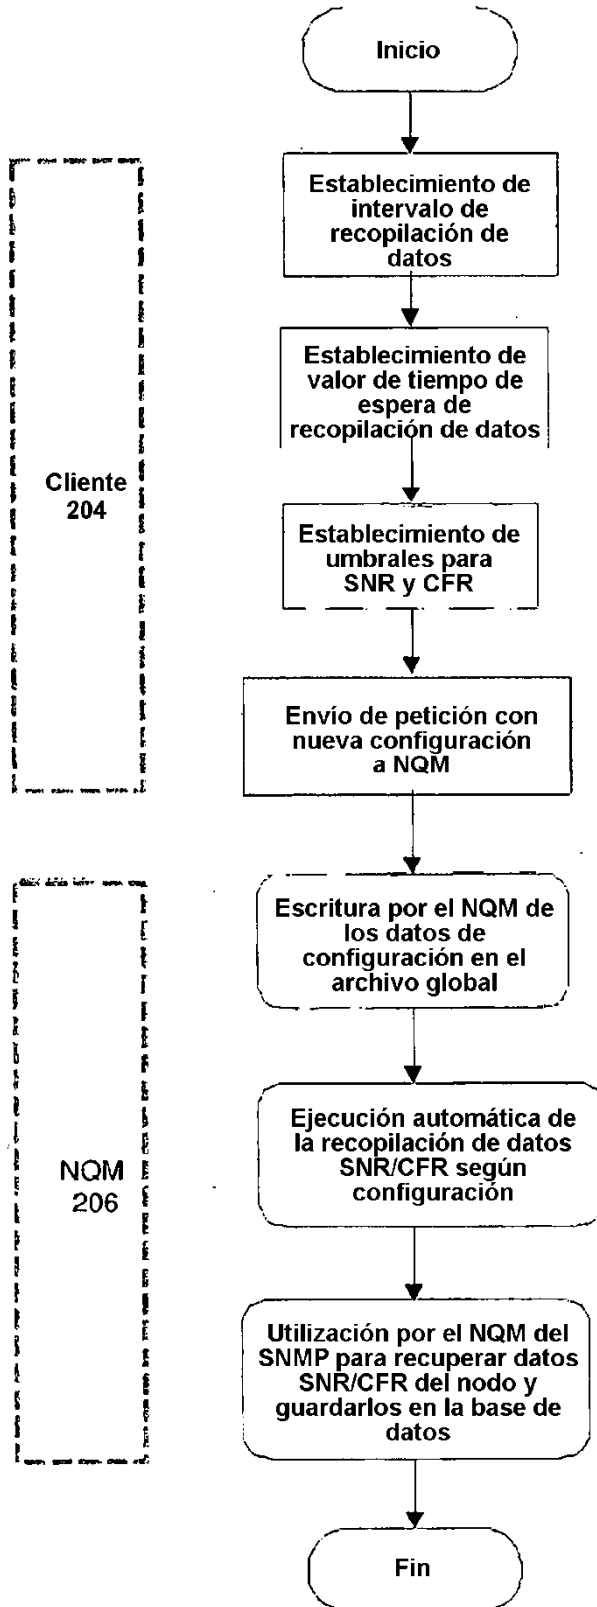 Inicio
Establecimiento de
intervalo de
recopilación de
datos
Establecimiento de
valor de tiempo de
espera de
recopilación de datos
Cliente
204
Establecimiento de
umbrales para
SNR y CFR
Envío de petición con
nueva configuración
a NQM
Escritura por el NQM de
los datos de
configuración en el
archivo global
Ejecución automática de
la recopilación de datos
SNR/CFR según
configuración
NQM
206
Utilización por el NQM del
SNMP para recuperar datos
SNR/CFR del nodo y
guardarlos en la base de
datos
Fin